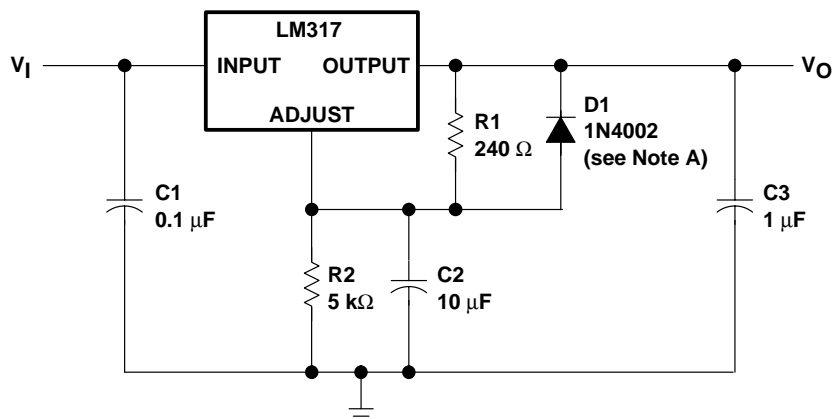 LM317
V_I
INPUT
OUTPUT
V_O
ADJUST
R1
240 Ω
D1
1N4002
(see Note A)
C1
0.1 μF
C3
1 μF
R2
5 kΩ
C2
10 μF